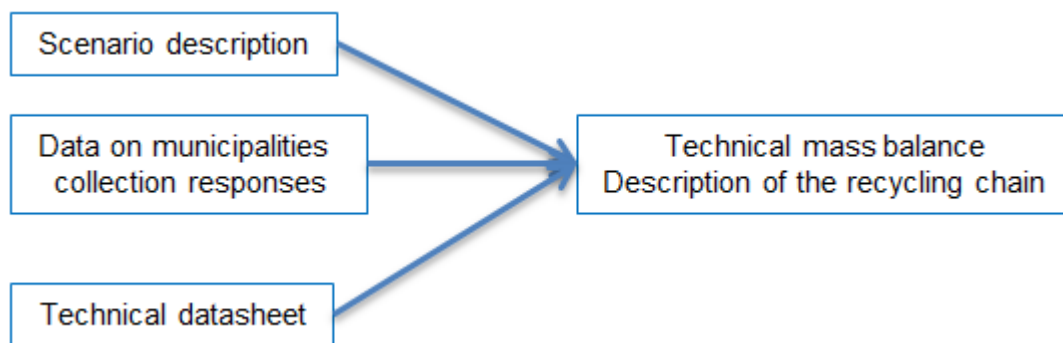 Scenario description
Data on municipalities
collection responses
Technical mass balance
Description of the recycling chain
Technical datasheet